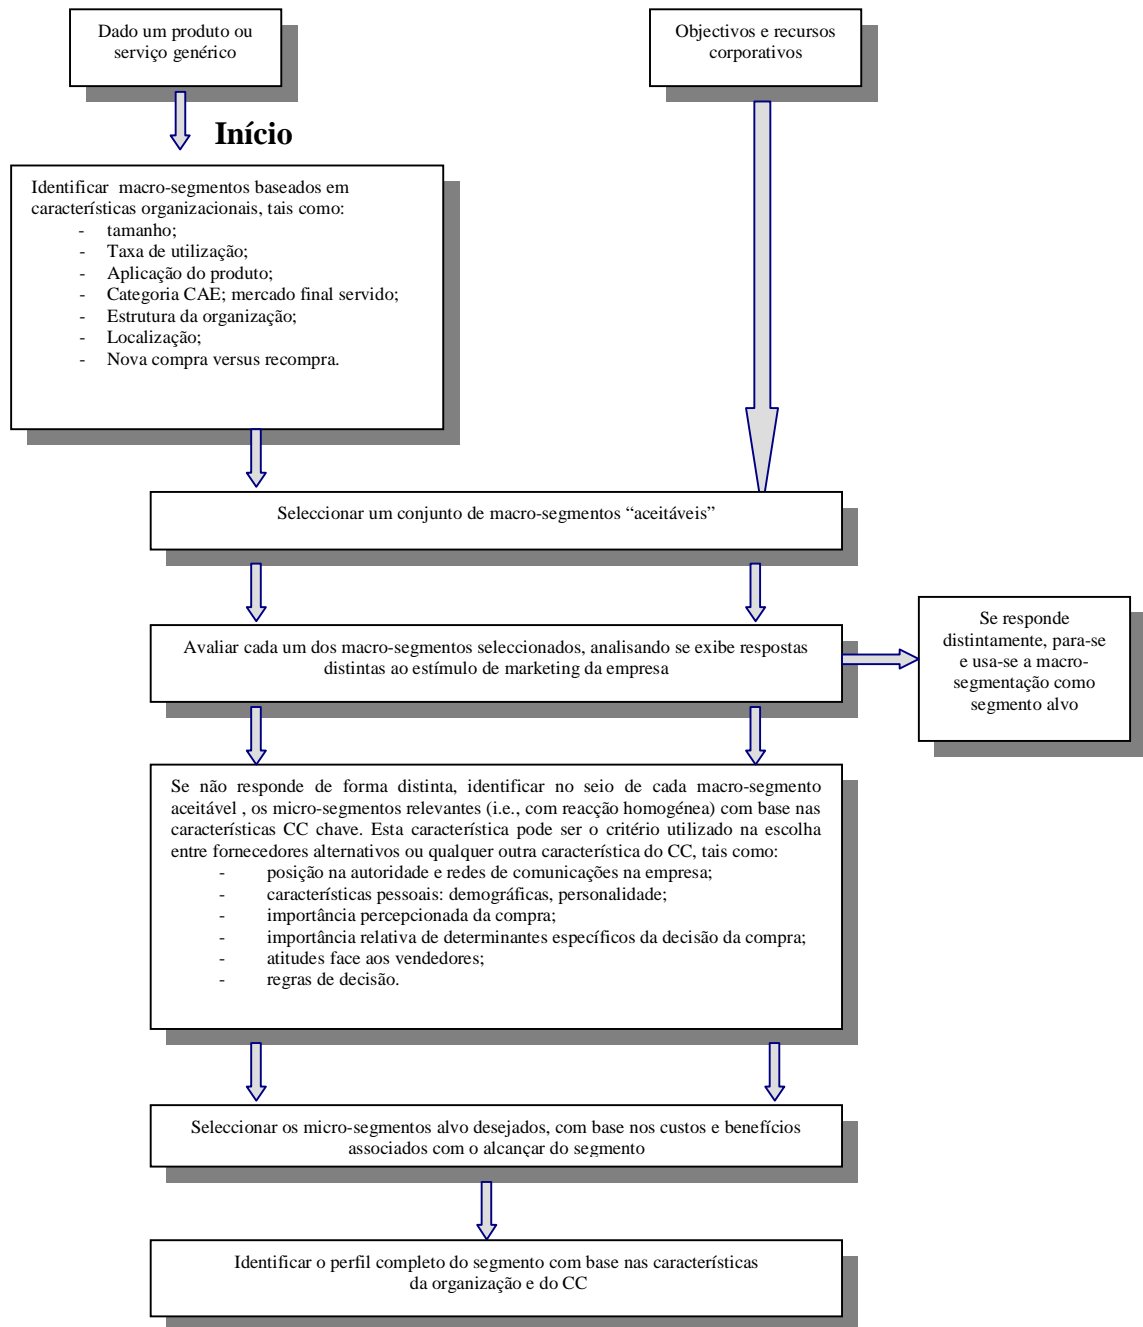 Dado um produto ou
serviço genérico
Objectivos e recursos
corporativos
Início
Identificar macro-segmentos baseados em
características organizacionais, tais como:
- tamanho;
- Taxa de utilização;
- Aplicação do produto;
- Categoria CAE; mercado final servido;
- Estrutura da organização;
- Localização;
- Nova compra versus recompra.
Seleccionar um conjunto de macro-segmentos “aceitáveis”
Avaliar cada um dos macro-segmentos seleccionados, analisando se exibe respostas
distintas ao estímulo de marketing da empresa
Se responde
distintamente, para-se
e usa-se a macro-
segmentação como
segmento alvo
Se não responde de forma distinta, identificar no seio de cada macro-segmento
aceitável , os micro-segmentos relevantes (i.e., com reacção homogénea) com base nas
características CC chave. Esta característica pode ser o critério utilizado na escolha
entre fornecedores alternativos ou qualquer outra característica do CC, tais como:
- posição na autoridade e redes de comunicações na empresa;
- características pessoais: demográficas, personalidade;
- importância percepcionada da compra;
- importância relativa de determinantes específicos da decisão da compra;
- atitudes face aos vendedores;
- regras de decisão.
Seleccionar os micro-segmentos alvo desejados, com base nos custos e benefícios
associados com o alcançar do segmento
Identificar o perfil completo do segmento com base nas características
da organização e do CC